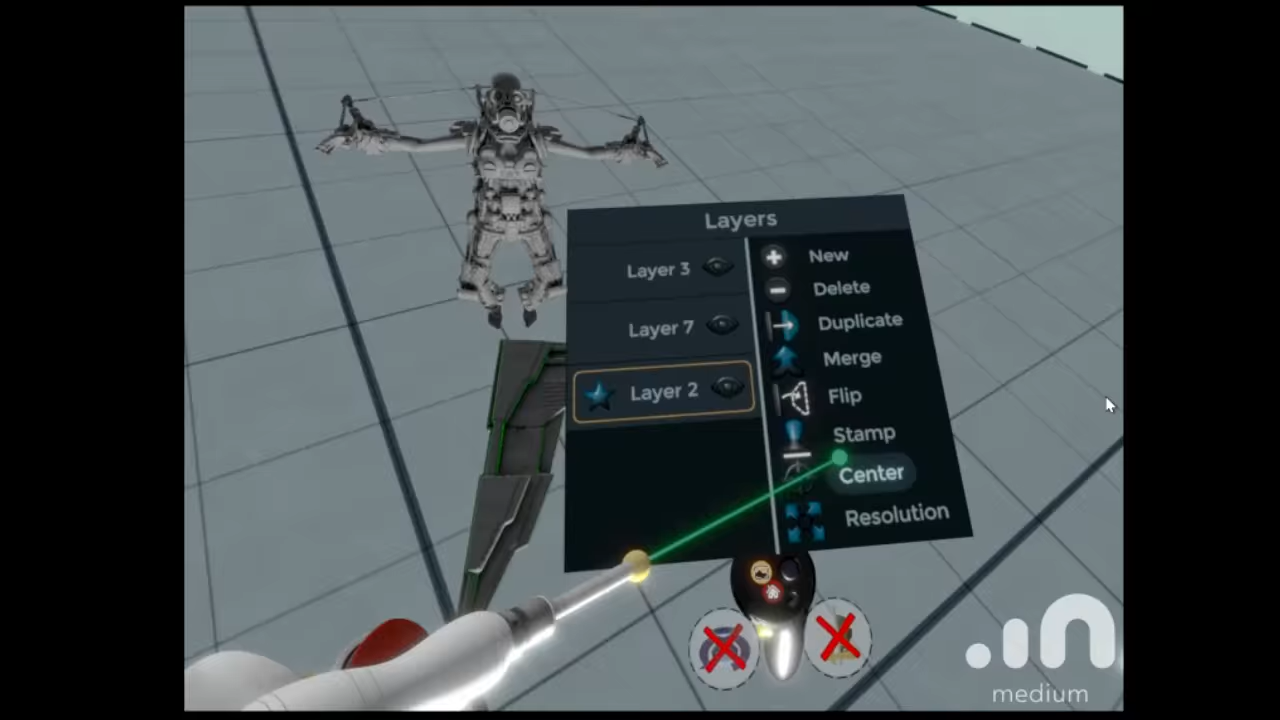 Layers
Layer 3
Layer 7
Layer 2
New
Delete
Duplicate
Merge
Flip
Stamp
Center
Resolution
medium